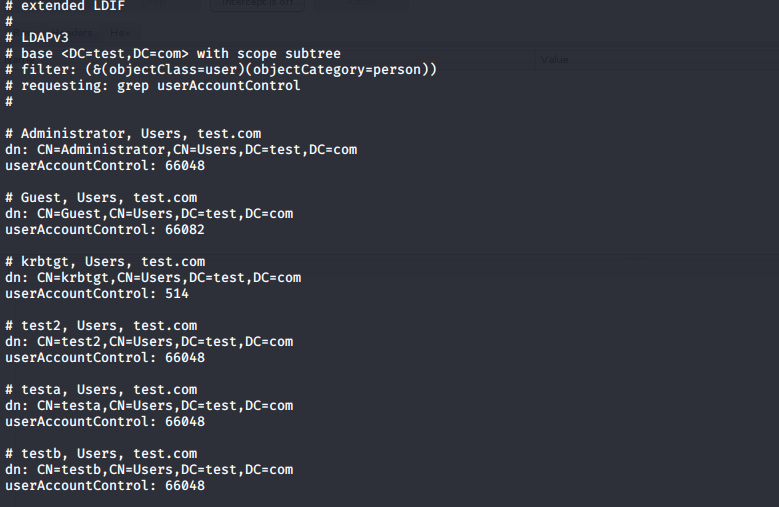 # extended LDIF
#
# LDAPv3
# base <DC=test,DC=com> with scope subtree
# filter: (&(objectClass=user)(objectCategory=person))
# requesting: grep userAccountControl
#
# Administrator, Users, test.com
dn: CN=Administrator,CN=Users,DC=test,DC=com
userAccountControl: 66048
# Guest, Users, test.com
dn: CN=Guest,CN=Users,DC=test,DC=com
userAccountControl: 66082
# krbtgt, Users, test.com
dn: CN=krbtgt,CN=Users,DC=test,DC=com
userAccountControl: 514
# test2, Users, test.com
dn: CN=test2,CN=Users,DC=test,DC=com
userAccountControl: 66048
# testa, Users, test.com
dn: CN=testa,CN=Users,DC=test,DC=com
userAccountControl: 66048
# testb, Users, test.com
dn: CN=testb,CN=Users,DC=test,DC=com
userAccountControl: 66048
Intercept is off
Hex
Value